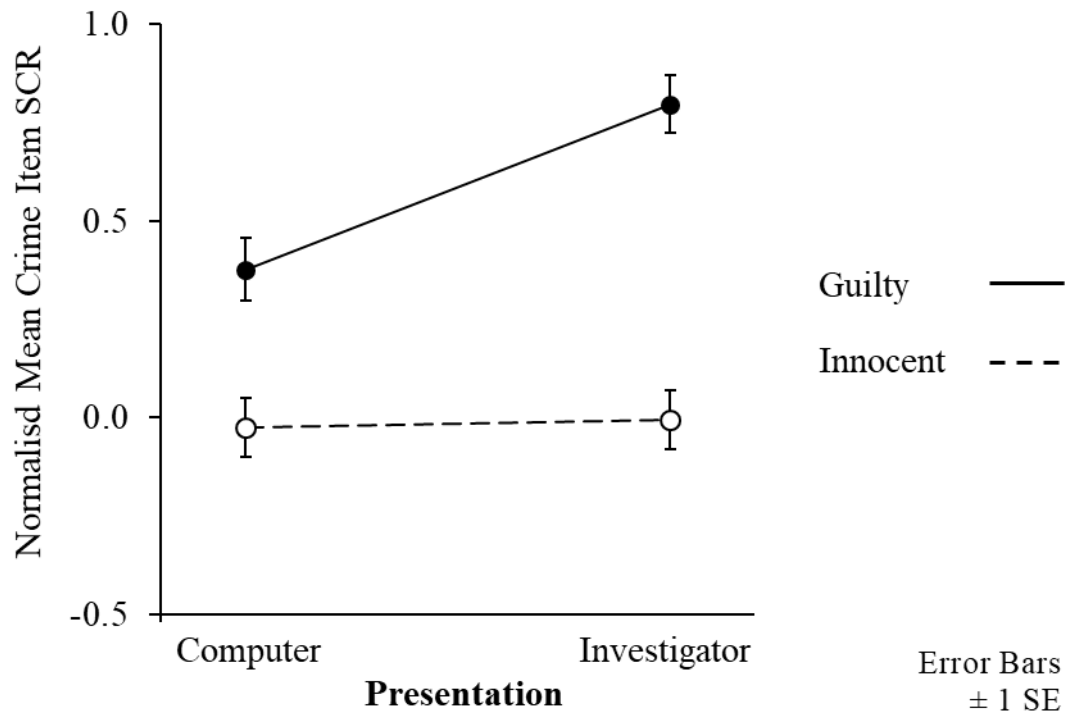 Normalisd Mean Crime Item SCR
1.0
0.5
0.0
-0.5
Computer
Investigator
Presentation
Guilty
Innocent
Error Bars
± 1 SE